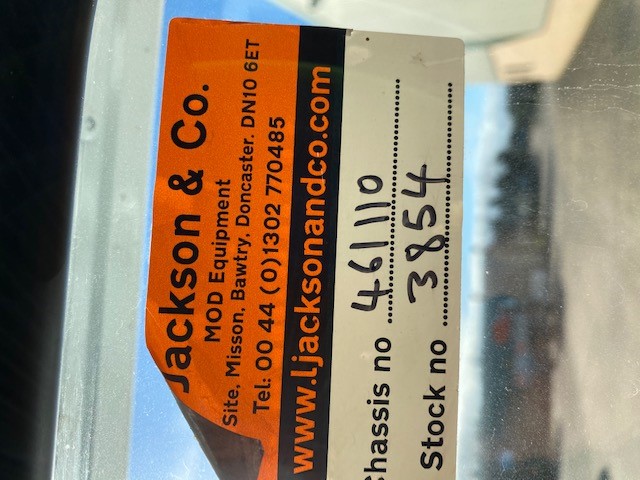 Jackson & Co.
MOD Equipment
Site, Misson, Bawtry, Doncaster. DN10 6ET
Tel: 00 44 (0)1302 770485
www.ljacksonandco.com
Chassis no 461110
Stock no 3854